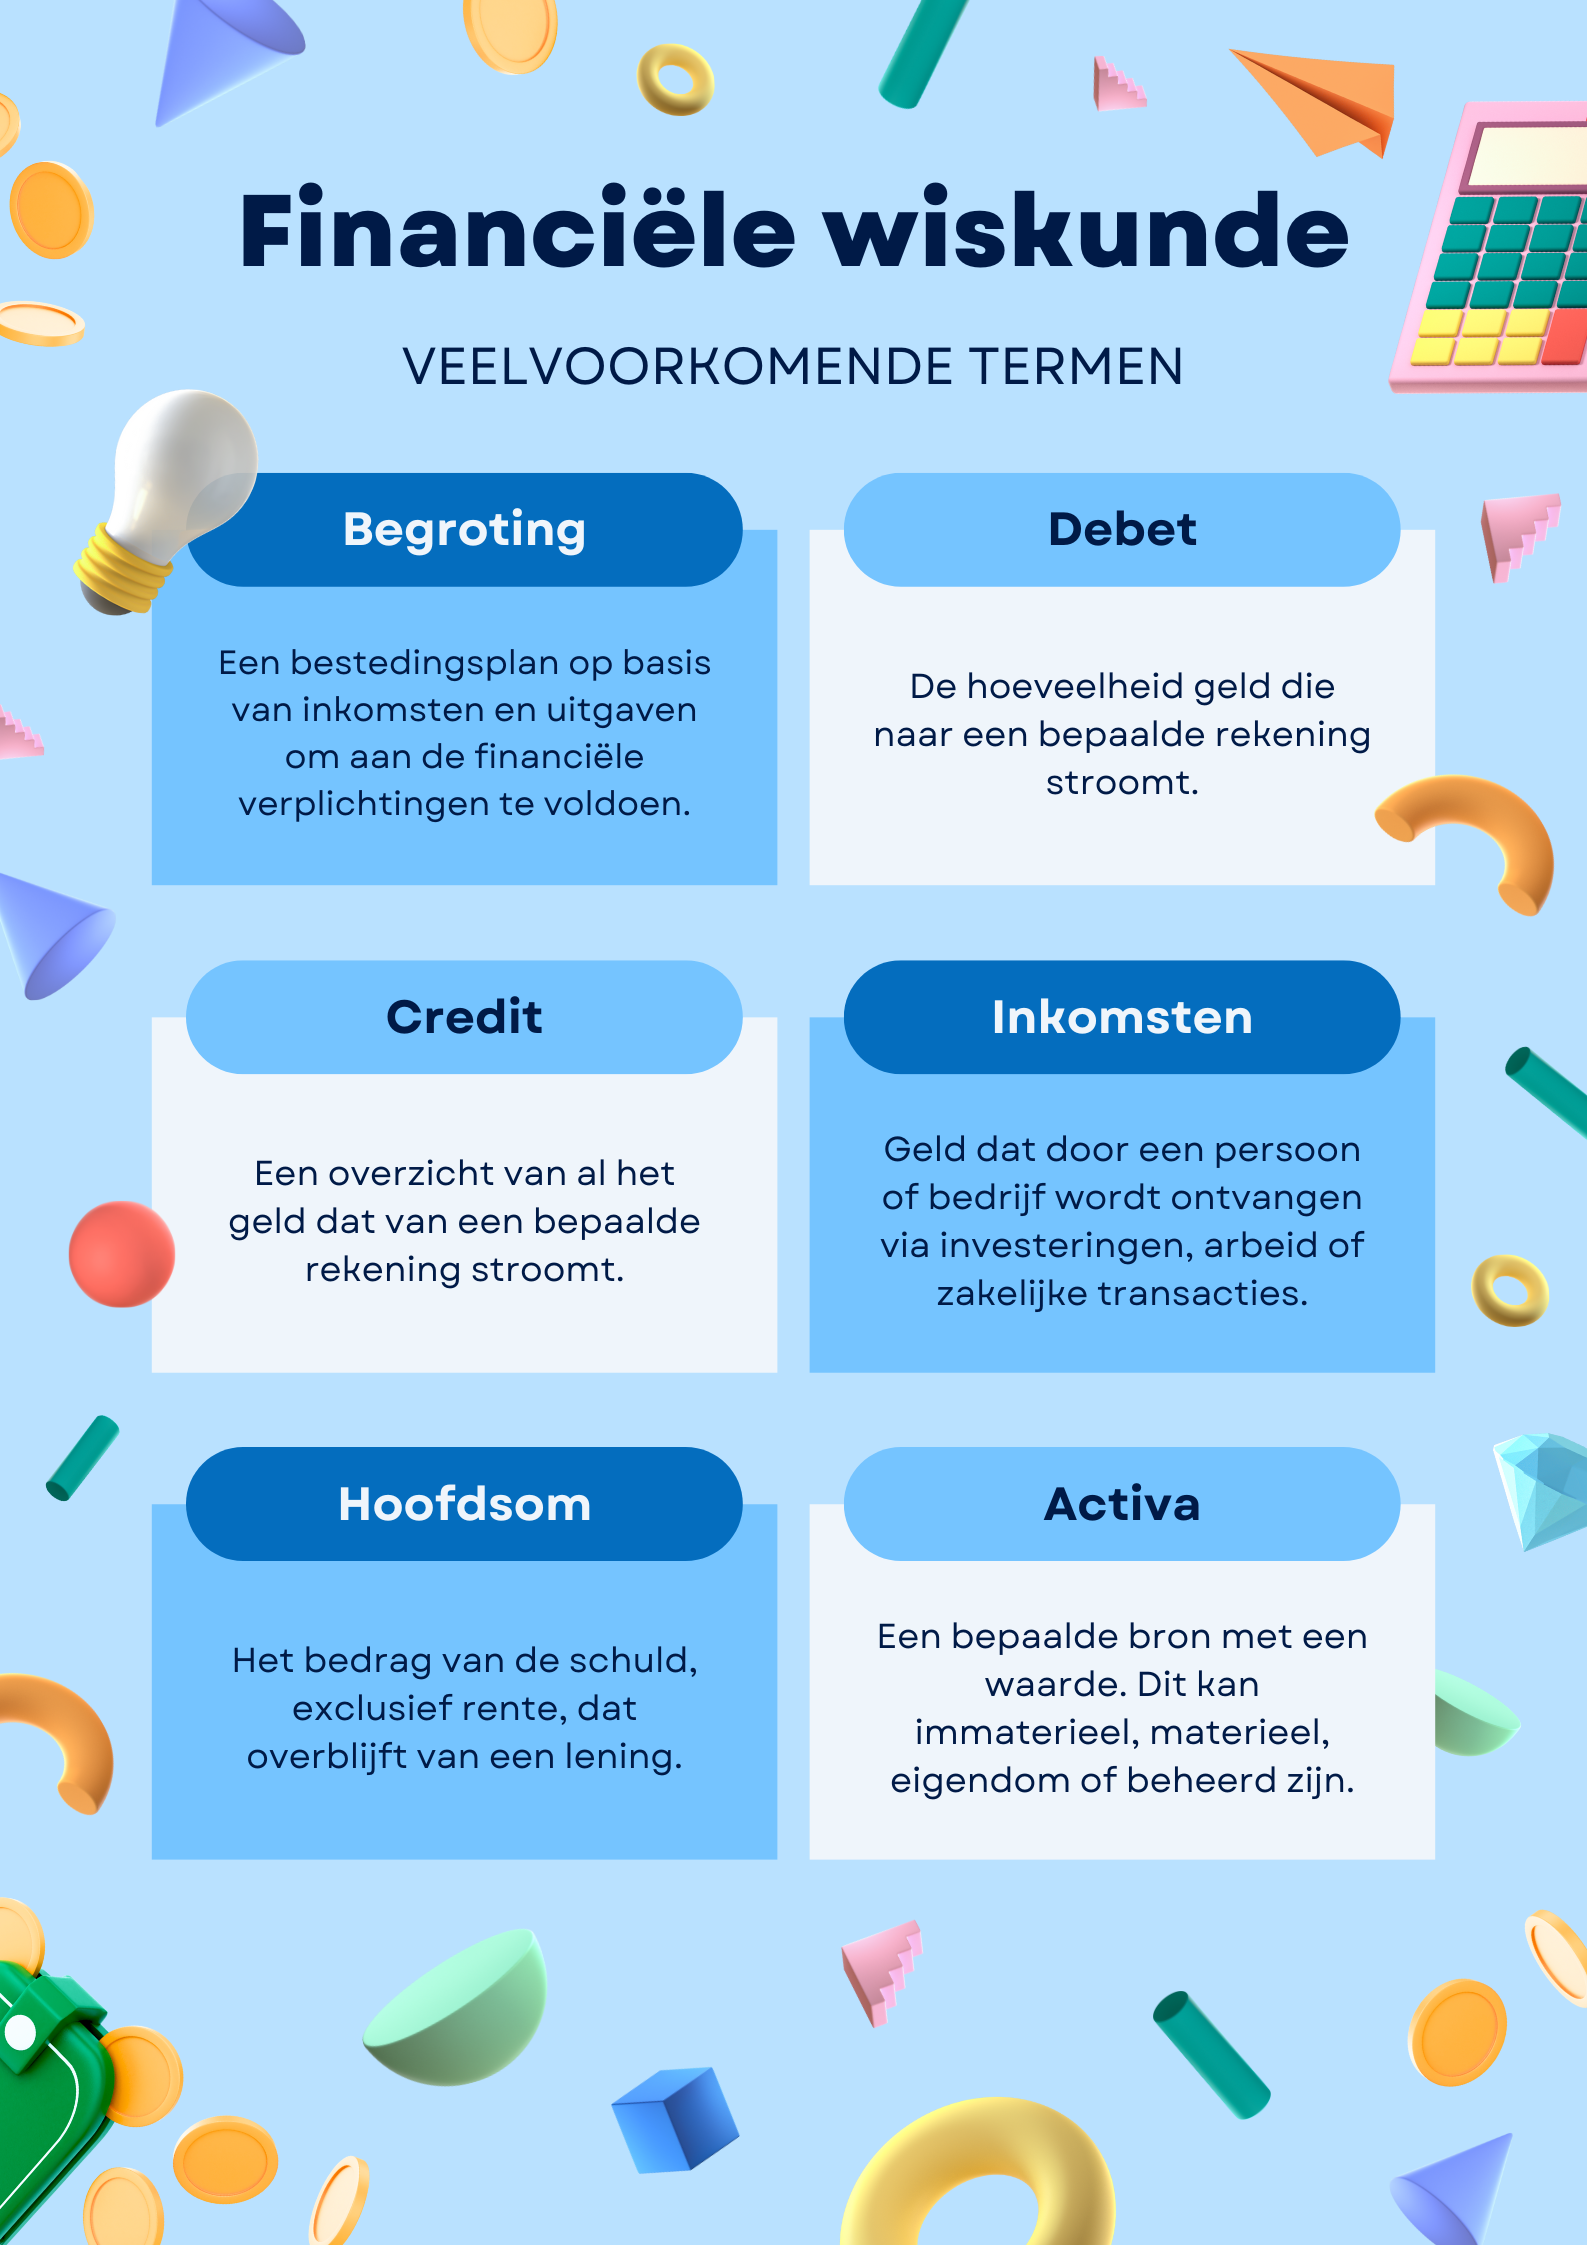 Financiële wiskunde
VEELVOORKOMENDE TERMEN
Begroting
Een bestedingsplan op basis
van inkomsten en uitgaven
om aan de financiële
verplichtingen te voldoen.
Debet
De hoeveelheid geld die
naar een bepaalde rekening
stroomt.
Credit
Een overzicht van al het
geld dat van een bepaalde
rekening stroomt.
Inkomsten
Geld dat door een persoon
of bedrijf wordt ontvangen
via investeringen, arbeid of
zakelijke transacties.
Hoofdsom
Het bedrag van de schuld,
exclusief rente, dat
overblijft van een lening.
Activa
Een bepaalde bron met een
waarde. Dit kan
immaterieel, materieel,
eigendom of beheerd zijn.